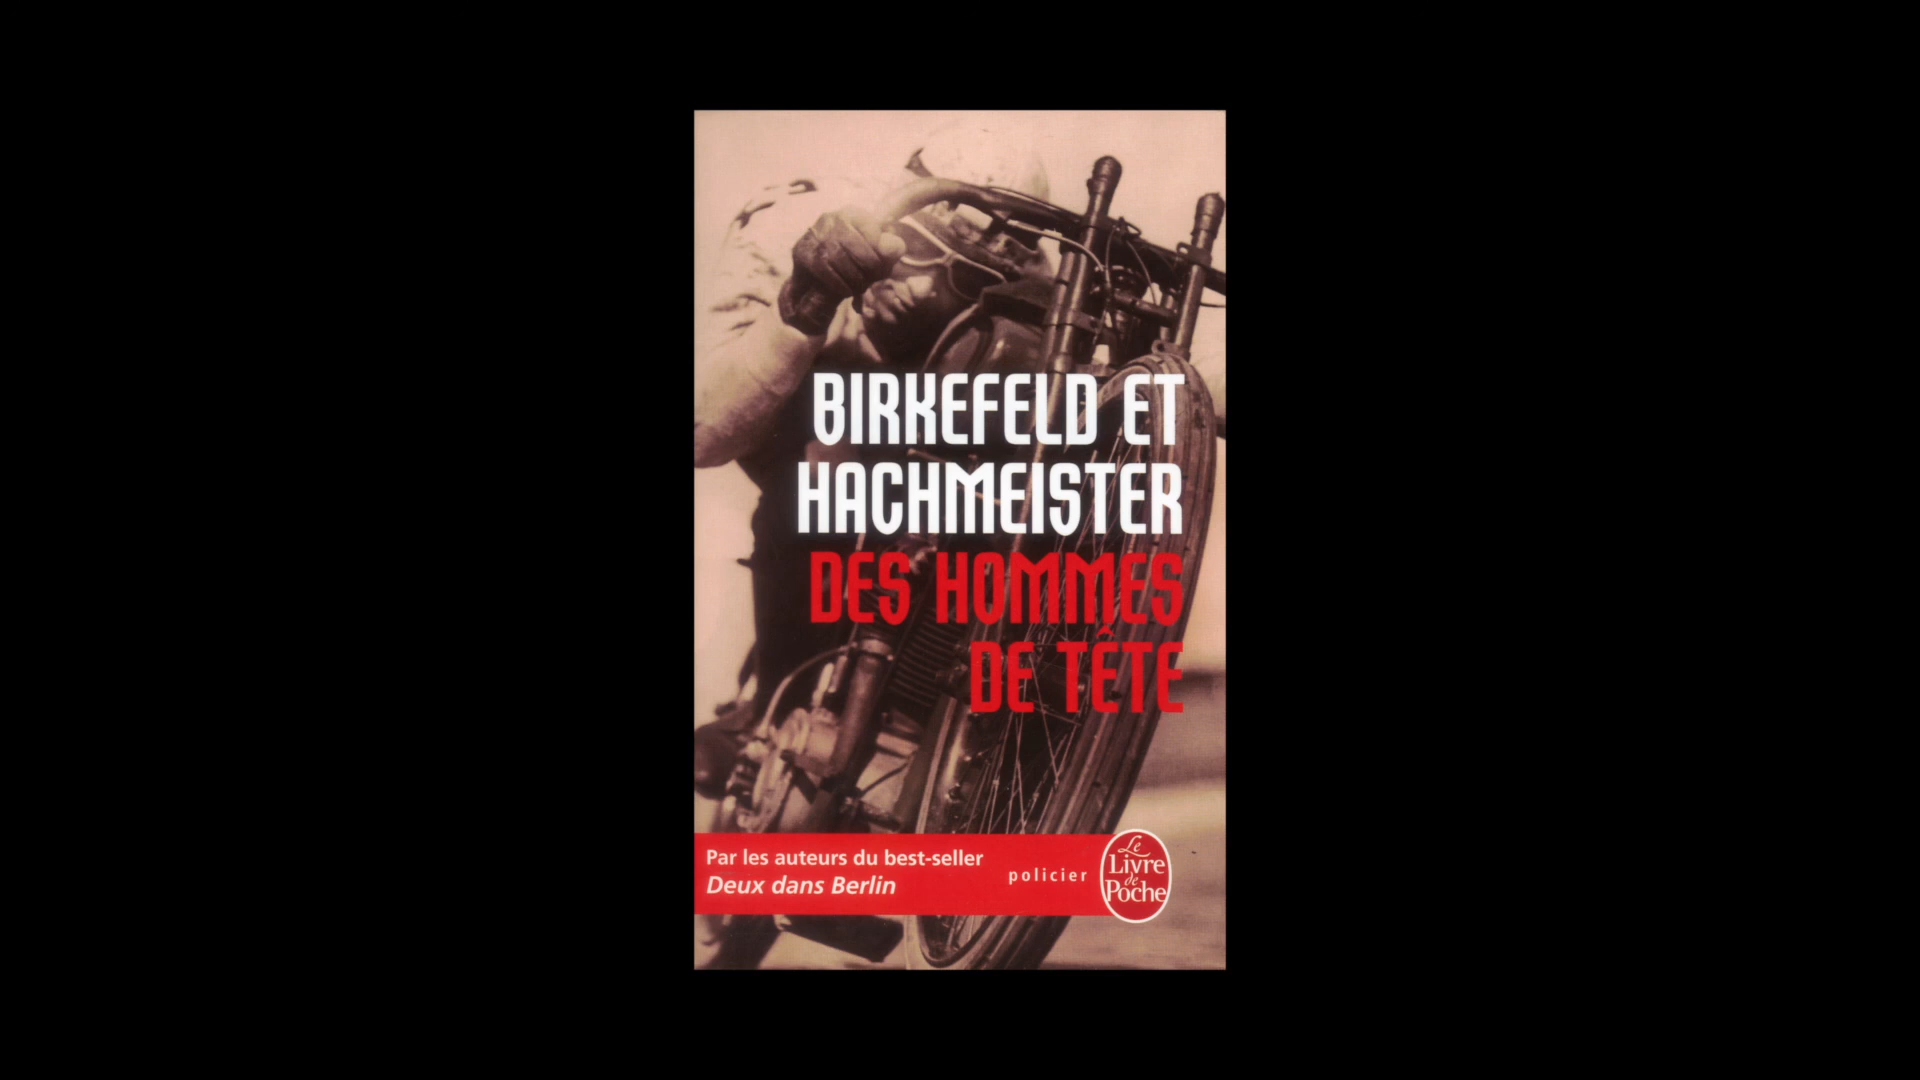 BIRKEFELD ET
HACHMEISTER
DES HOMMES
DE TÊTE
Par les auteurs du best-seller
Deux dans Berlin
policier
Le
Livre
de
Poche